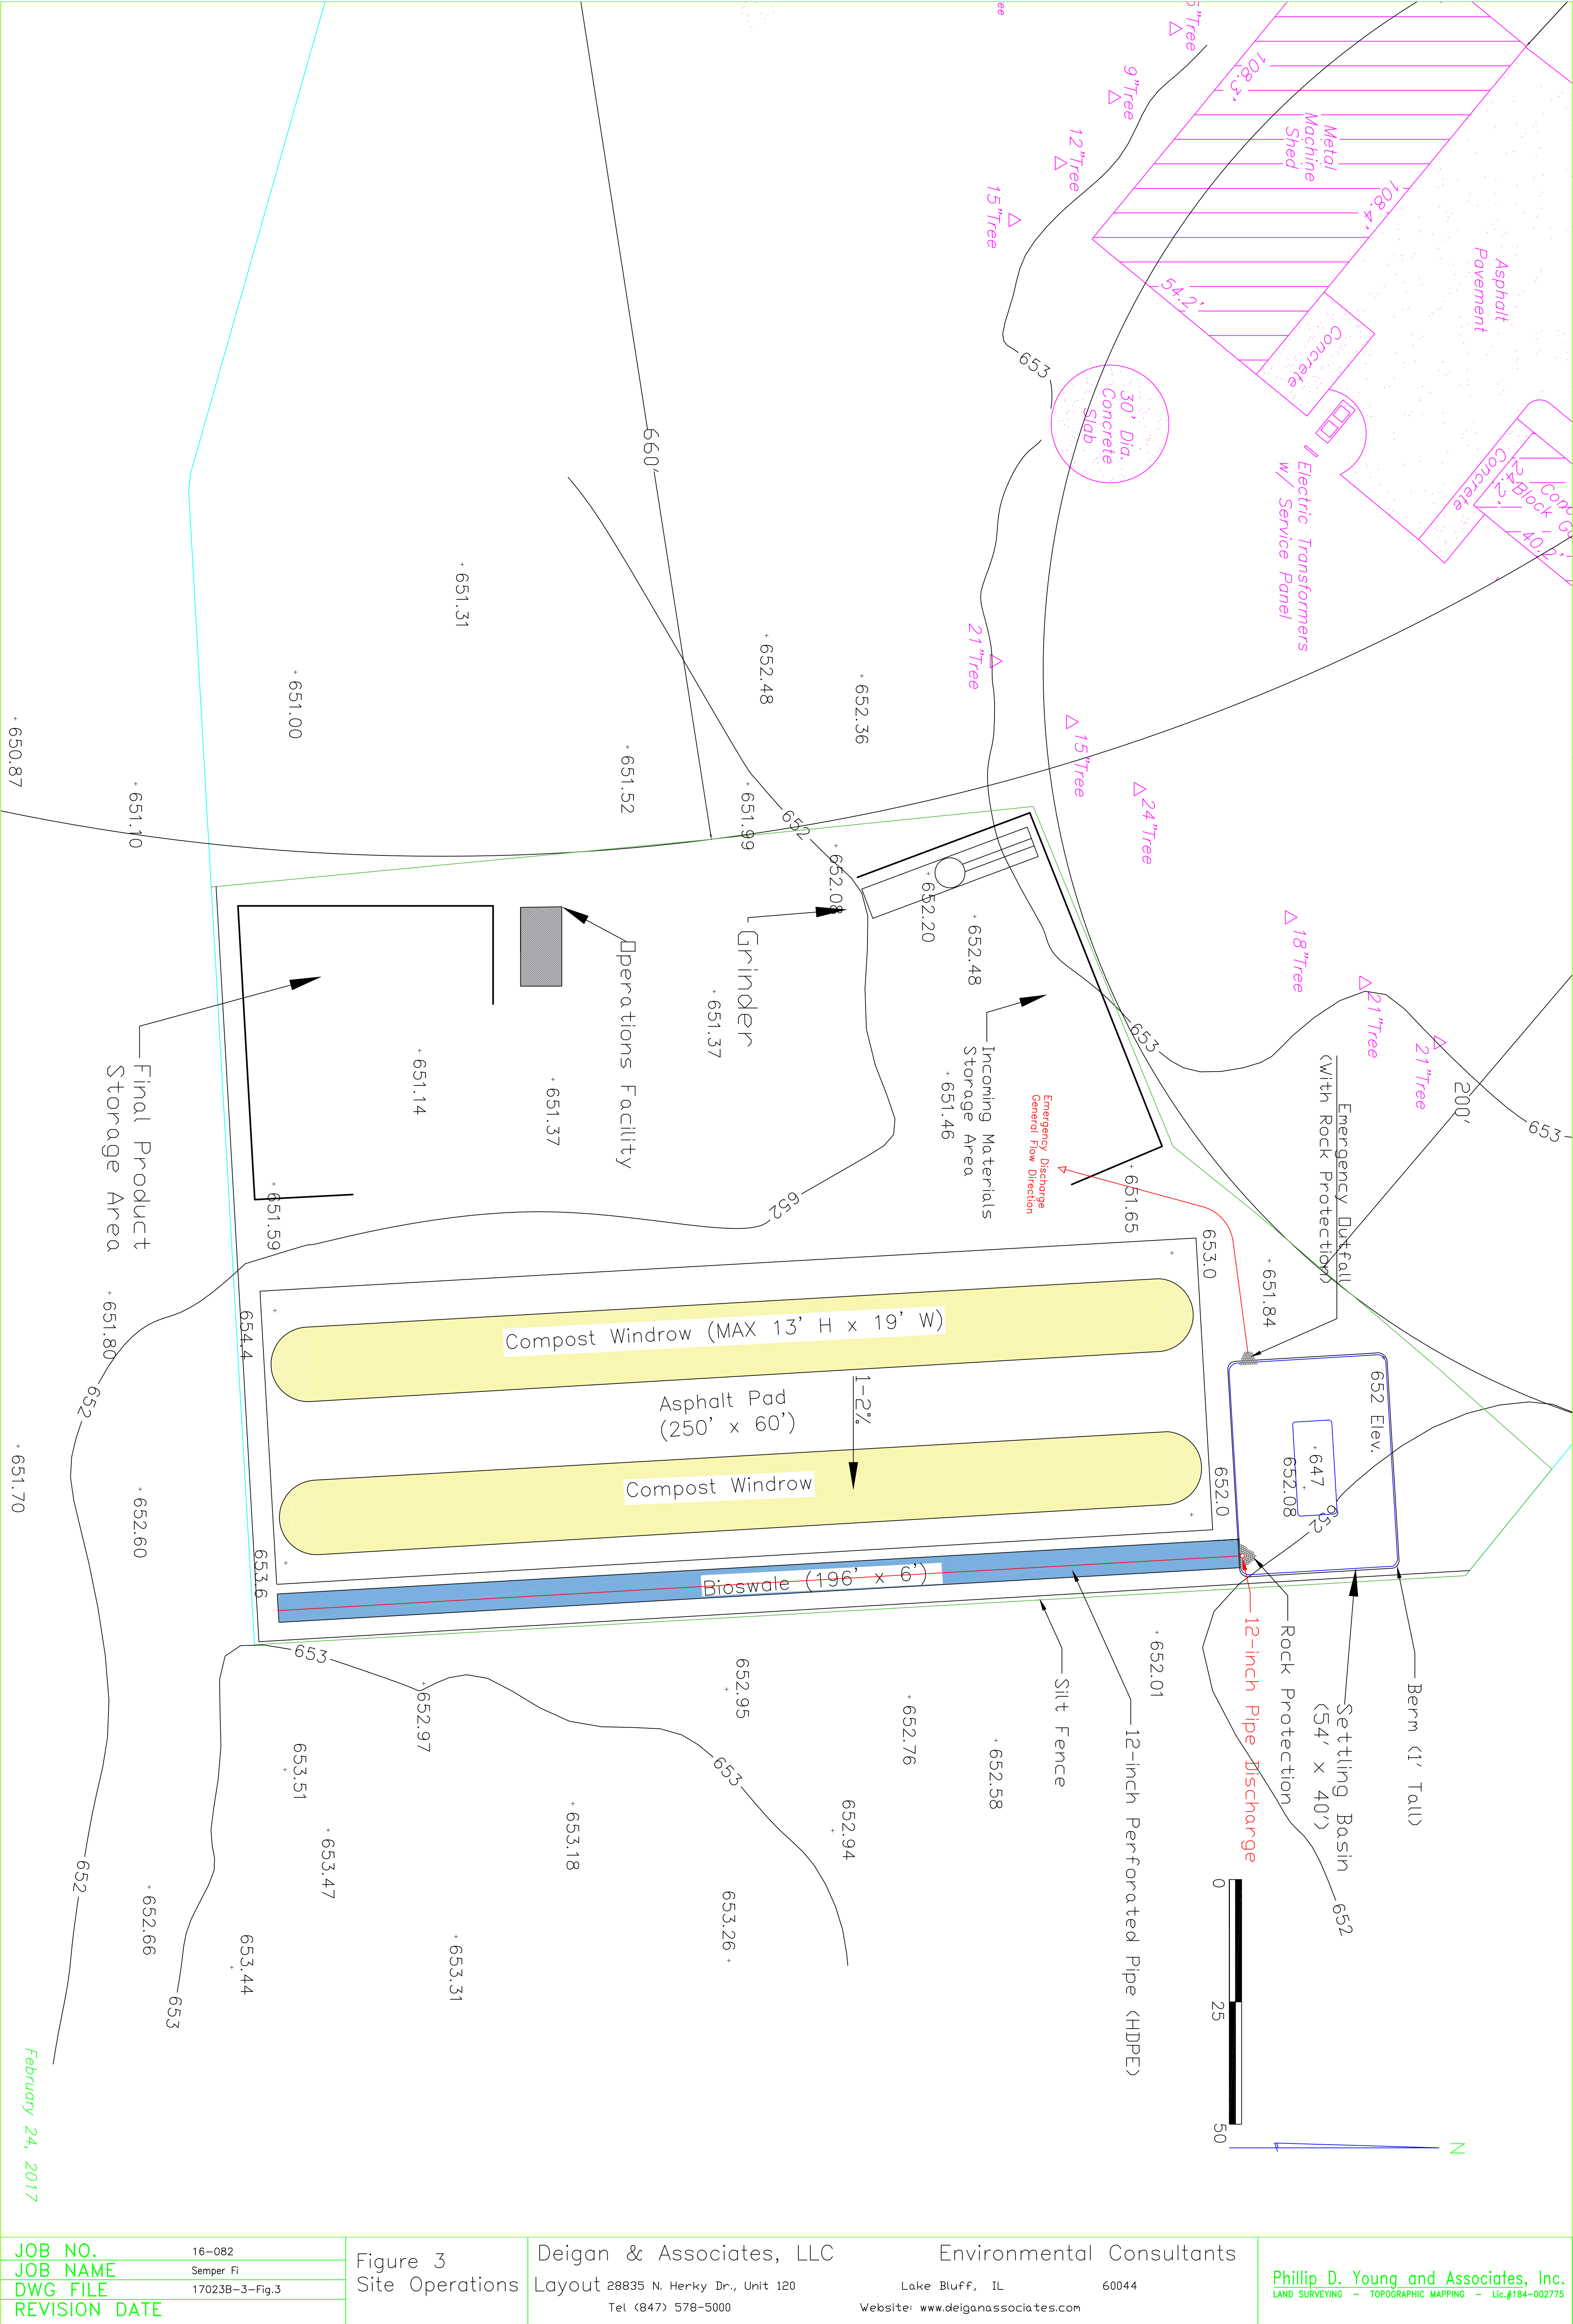 108.3'
Metal
Machine
Shed
108.4'
54.2'
Asphalt
Pavement
Concrete
Concrete
24.2'
Block
40.2'
Electric Transformers
w/ Service Panel
30' Dia.
Concrete
Slab
9"Tree
12"Tree
15"Tree
21"Tree
15"Tree
24"Tree
18"Tree
21"Tree
21"Tree
653
653
653
200'
660'
651.31
651.00
650.87
651.10
652.48
652.36
651.52
651.99
652
652.08
652.20
652.48
651.37
651.46
651.14
651.37
651.65
651.84
651.59
651.80
651.70
652
Grinder
Operations Facility
Final Product
Storage Area
Incoming Materials
Storage Area
Emergency Discharge
General Flow Direction
Emergency Outfall
(With Rock Protection)
653.0
654.4
652.0
653.6
Compost Windrow (MAX 13' H x 19' W)
Asphalt Pad
(250' x 60')
1-2%
Compost Windrow
Bioswale (196' x 6')
652 Elev.
647
652.08
652
Berm (1' Tall)
Settling Basin
(54' x 40')
Rock Protection
12-inch Pipe Discharge
12-inch Perforated Pipe (HDPE)
Silt Fence
652.01
652.58
652.76
652.95
652.94
652.97
653
653
653.51
653.47
653.18
653.26
653.31
653.44
653
652.60
652.66
652
652
652
0
25
50
N
February 24, 2017
JOB NO. 16-082
JOB NAME Semper Fi
DWG FILE 17023B-3-Fig.3
REVISION DATE
Figure 3
Site Operations Layout
Deigan & Associates, LLC Environmental Consultants
28835 N. Herky Dr., Unit 120 Lake Bluff, IL 60044
Tel (847) 578-5000 Website: www.deiganassociates.com
Phillip D. Young and Associates, Inc.
LAND SURVEYING - TOPOGRAPHIC MAPPING - Lic.#184-002775